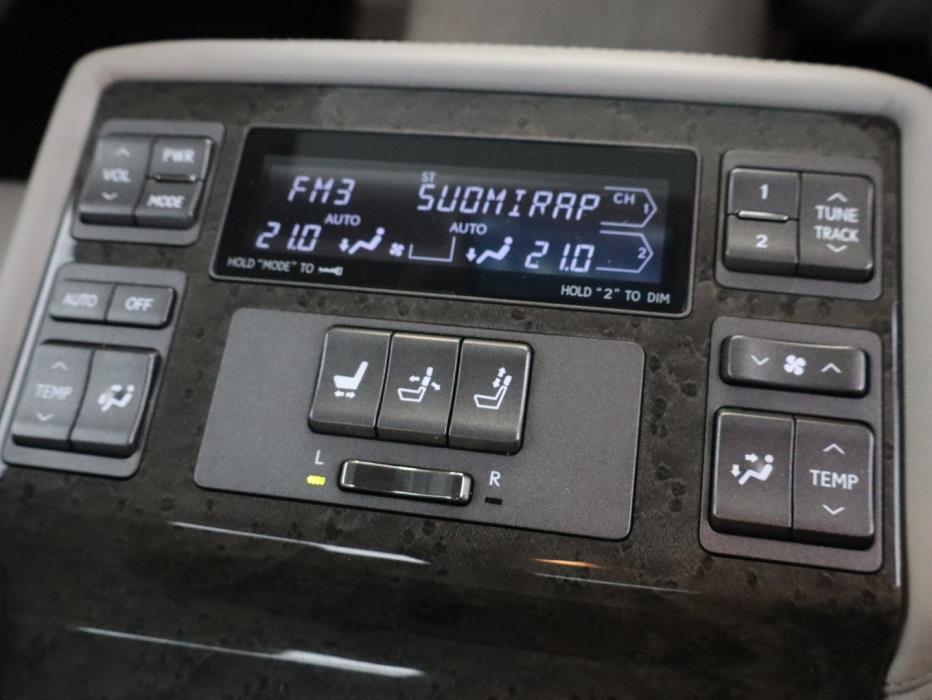 VOL
PWR
MODE
FM3
ST
SUOMIRAP
CH 1
AUTO
21.0
AUTO
21.0
2
HOLD "MODE" TO
HOLD "2" TO DIM
1
2
TUNE
TRACK
AUTO
OFF
TEMP
L
R
TEMP